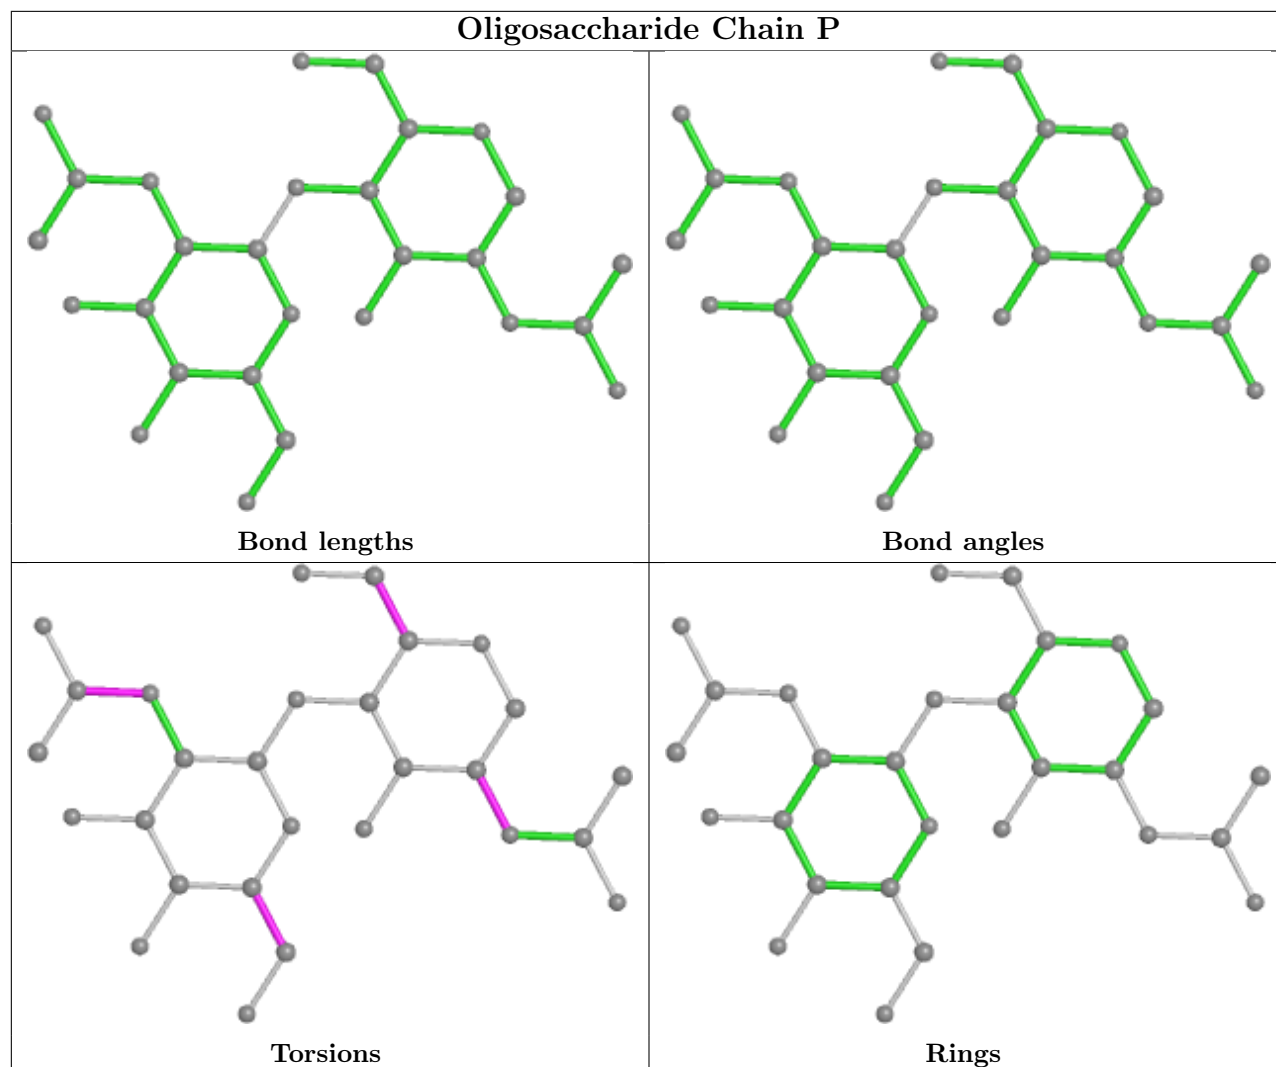 Oligosaccharide Chain P
Bond lengths
Bond angles
Torsions
Rings